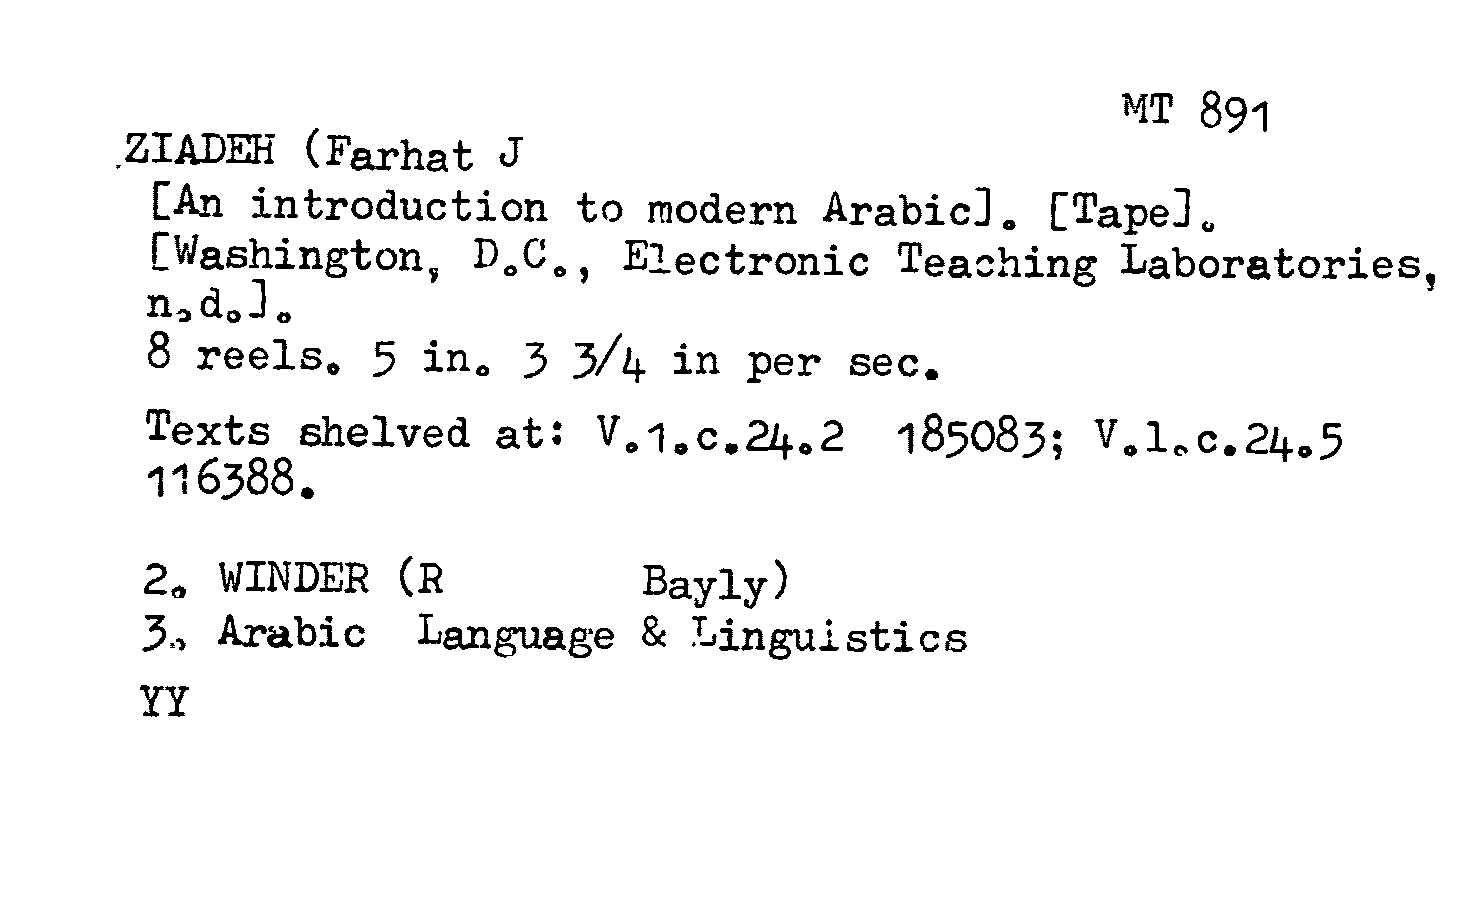 MT 891
ZIADEH (Farhat J
[An introduction to modern Arabic]. [Tape].
[Washington, D.C., Electronic Teaching Laboratories,
n.d.].
8 reels. 5 in. 3 3/4 in per sec.
Texts shelved at: V.1.c.24.2 185083; V.1.c.24.5
116388.
2. WINDER (R Bayly)
3. Arabic Language & Linguistics
YY